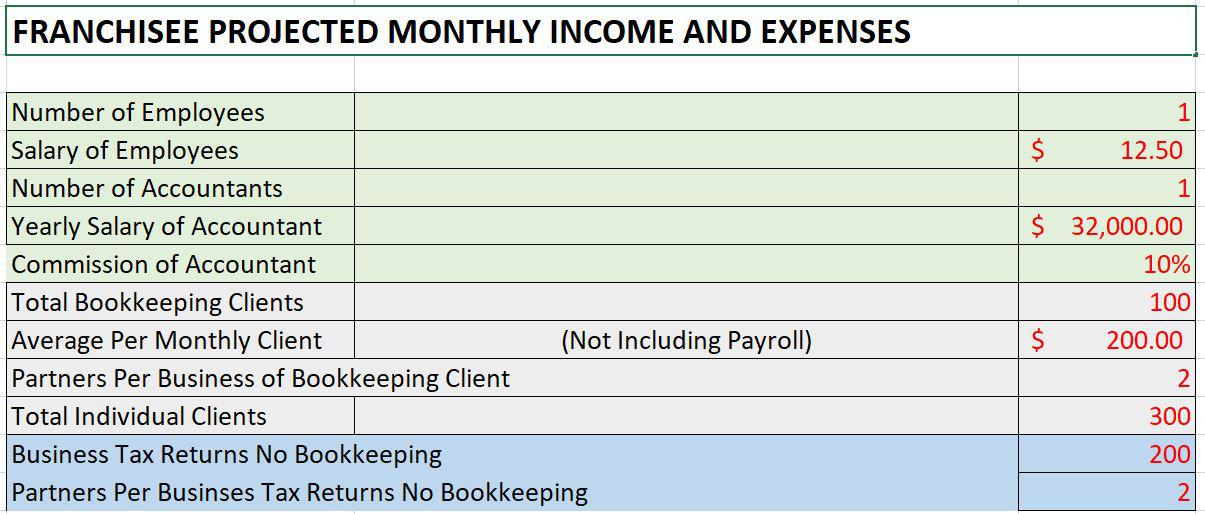 FRANCHISEE PROJECTED MONTHLY INCOME AND EXPENSES
Number of Employees 1
Salary of Employees $ 12.50
Number of Accountants 1
Yearly Salary of Accountant $ 32,000.00
Commission of Accountant 10%
Total Bookkeeping Clients 100
Average Per Monthly Client (Not Including Payroll) $ 200.00
Partners Per Business of Bookkeeping Client 2
Total Individual Clients 300
Business Tax Returns No Bookkeeping 200
Partners Per Businses Tax Returns No Bookkeeping 2